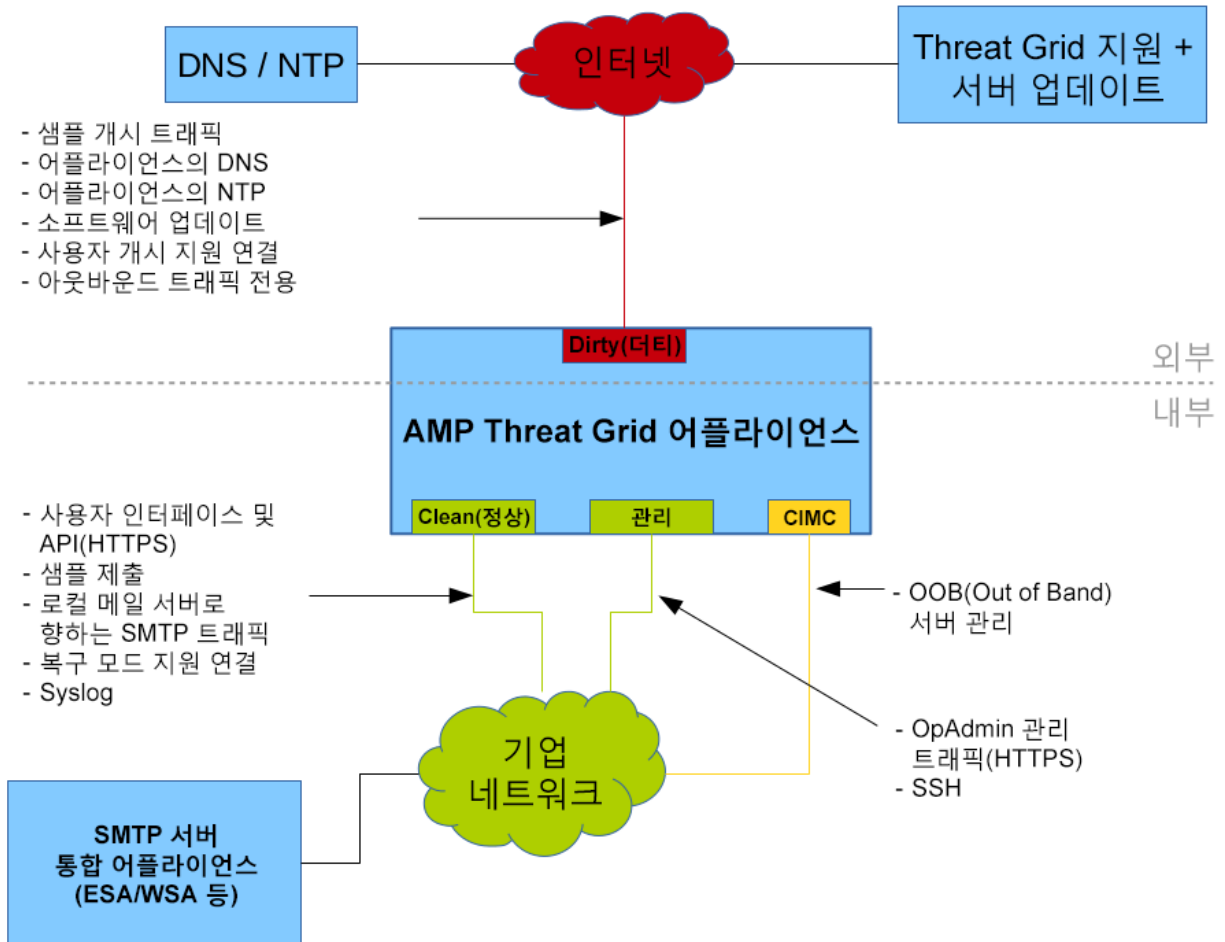 DNS / NTP
인터넷
Threat Grid 지원 +
서버 업데이트
- 샘플 개시 트래픽
- 어플라이언스의 DNS
- 어플라이언스의 NTP
- 소프트웨어 업데이트
- 사용자 개시 지원 연결
- 아웃바운드 트래픽 전용
Dirty(더티)
외부
내부
AMP Threat Grid 어플라이언스
Clean(정상)
관리
CIMC
- 사용자 인터페이스 및
API(HTTPS)
- 샘플 제출
- 로컬 메일 서버로
향하는 SMTP 트래픽
- 복구 모드 지원 연결
- Syslog
- OOB(Out of Band)
서버 관리
- OpAdmin 관리
트래픽(HTTPS)
- SSH
기업
네트워크
SMTP 서버
통합 어플라이언스
(ESA/WSA 등)